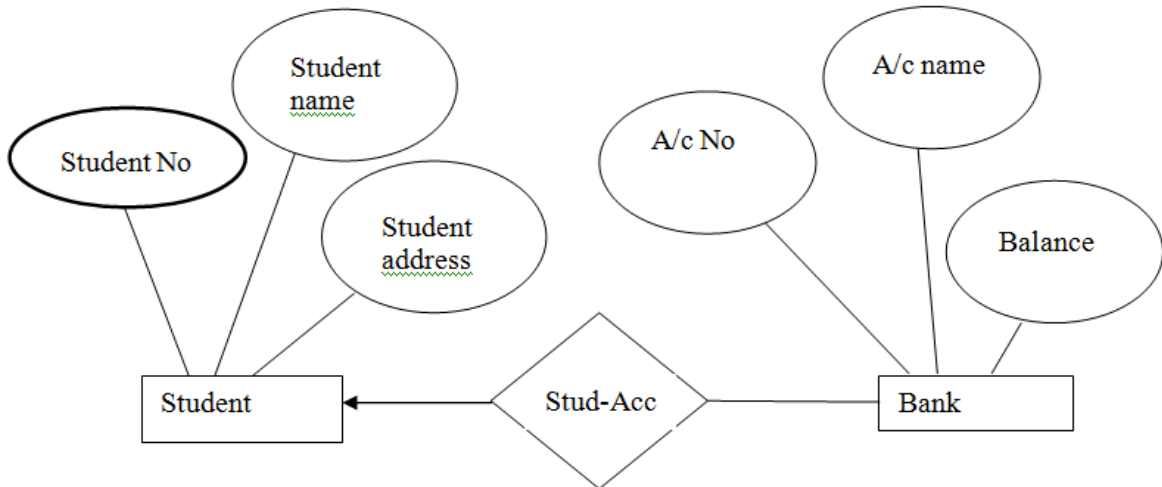 Student
name
A/c name
Student No
A/c No
Student
address
Balance
Student
Stud-Acc
Bank